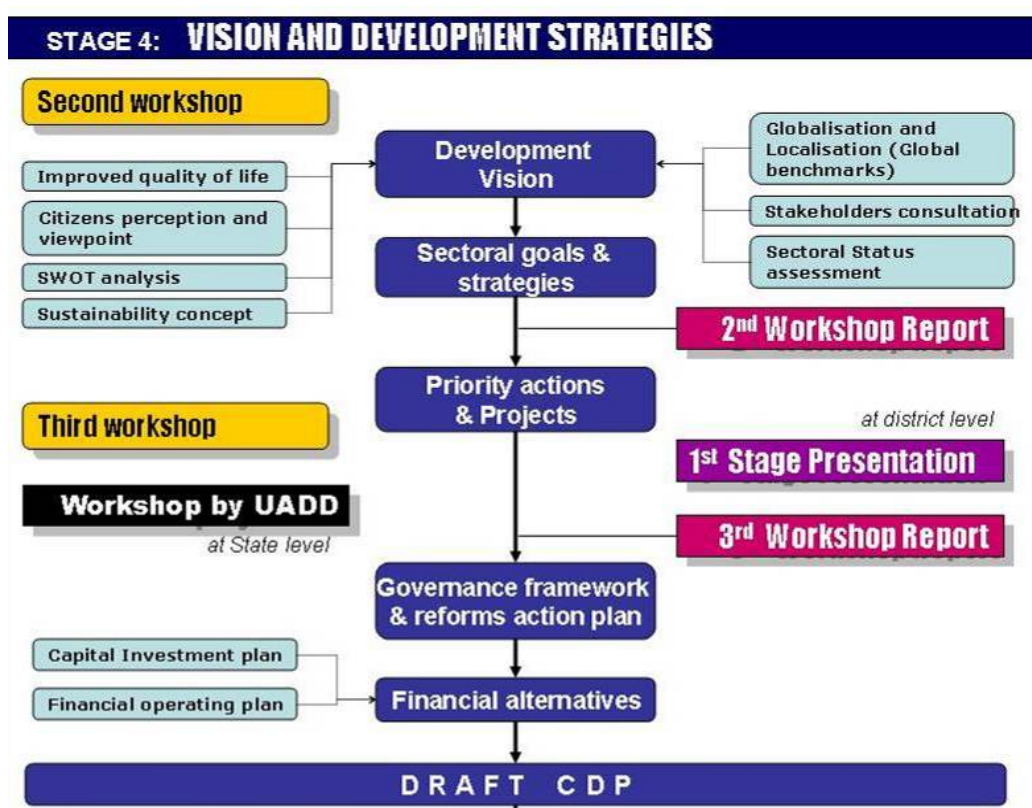 STAGE 4: VISION AND DEVELOPMENT STRATEGIES
Second workshop
Improved quality of life
Citizens perception and
viewpoint
SWOT analysis
Sustainability concept
Development
Vision
Globalisation and
Localisation (Global
benchmarks)
Stakeholders consultation
Sectoral Status
assessment
Sectoral goals &
strategies
2nd Workshop Report
Priority actions
& Projects
Third workshop
at district level
1st Stage Presentation
Workshop by UADD
at State level
3rd Workshop Report
Governance framework
& reforms action plan
Capital Investment plan
Financial operating plan
Financial alternatives
DRAFT CDP